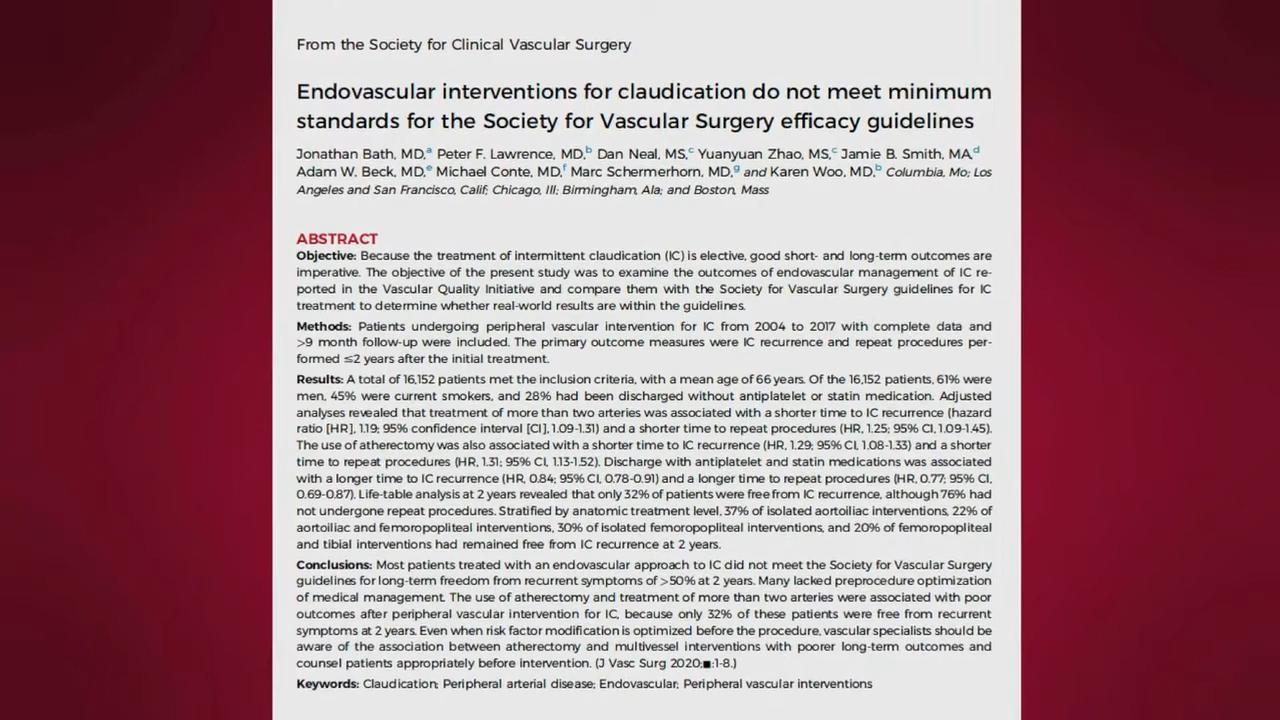 From the Society for Clinical Vascular Surgery
Endovascular interventions for claudication do not meet minimum
standards for the Society for Vascular Surgery efficacy guidelines
Jonathan Bath, MD,a Peter F. Lawrence, MD,b Dan Neal, MS,c Yuanyuan Zhao, MS,c Jamie B. Smith, MA,d
Adam W. Beck, MD,e Michael Conte, MD,f Marc Schermerhorn, MD,g and Karen Woo, MD,b Columbia, Mo; Los
Angeles and San Francisco, Calif; Chicago, Ill; Birmingham, Ala; and Boston, Mass
ABSTRACT
Objective: Because the treatment of intermittent claudication (IC) is elective, good short- and long-term outcomes are
imperative. The objective of the present study was to examine the outcomes of endovascular management of IC re-
ported in the Vascular Quality Initiative and compare them with the Society for Vascular Surgery guidelines for IC
treatment to determine whether real-world results are within the guidelines.
Methods: Patients undergoing peripheral vascular intervention for IC from 2004 to 2017 with complete data and
>9 month follow-up were included. The primary outcome measures were IC recurrence and repeat procedures per-
formed ≤2 years after the initial treatment.
Results: A total of 16,152 patients met the inclusion criteria, with a mean age of 66 years. Of the 16,152 patients, 61% were
men, 45% were current smokers, and 28% had been discharged without antiplatelet or statin medication. Adjusted
analyses revealed that treatment of more than two arteries was associated with a shorter time to IC recurrence (hazard
ratio [HR], 1.19; 95% confidence interval [CI], 1.09-1.31) and a shorter time to repeat procedures (HR, 1.25; 95% CI, 1.09-1.45).
The use of atherectomy was also associated with a shorter time to IC recurrence (HR, 1.29; 95% CI, 1.08-1.33) and a shorter
time to repeat procedures (HR, 1.31; 95% CI, 1.13-1.52). Discharge with antiplatelet and statin medications was associated
with a longer time to IC recurrence (HR, 0.84; 95% CI, 0.78-0.91) and a longer time to repeat procedures (HR, 0.77; 95% CI,
0.69-0.87). Life-table analysis at 2 years revealed that only 32% of patients were free from IC recurrence, although 76% had
not undergone repeat procedures. Stratified by anatomic treatment level, 37% of isolated aortoiliac interventions, 22% of
aortoiliac and femoropopliteal interventions, 30% of isolated femoropopliteal interventions, and 20% of femoropopliteal
and tibial interventions had remained free from IC recurrence at 2 years.
Conclusions: Most patients treated with an endovascular approach to IC did not meet the Society for Vascular Surgery
guidelines for long-term freedom from recurrent symptoms of >50% at 2 years. Many lacked preprocedure optimization
of medical management. The use of atherectomy and treatment of more than two arteries were associated with poor
outcomes after peripheral vascular intervention for IC, because only 32% of these patients were free from recurrent
symptoms at 2 years. Even when risk factor modification is optimized before the procedure, vascular specialists should be
aware of the association between atherectomy and multivessel interventions with poorer long-term outcomes and
counsel patients appropriately before intervention. (J Vasc Surg 2020;■:1-8.)
Keywords: Claudication; Peripheral arterial disease; Endovascular; Peripheral vascular interventions